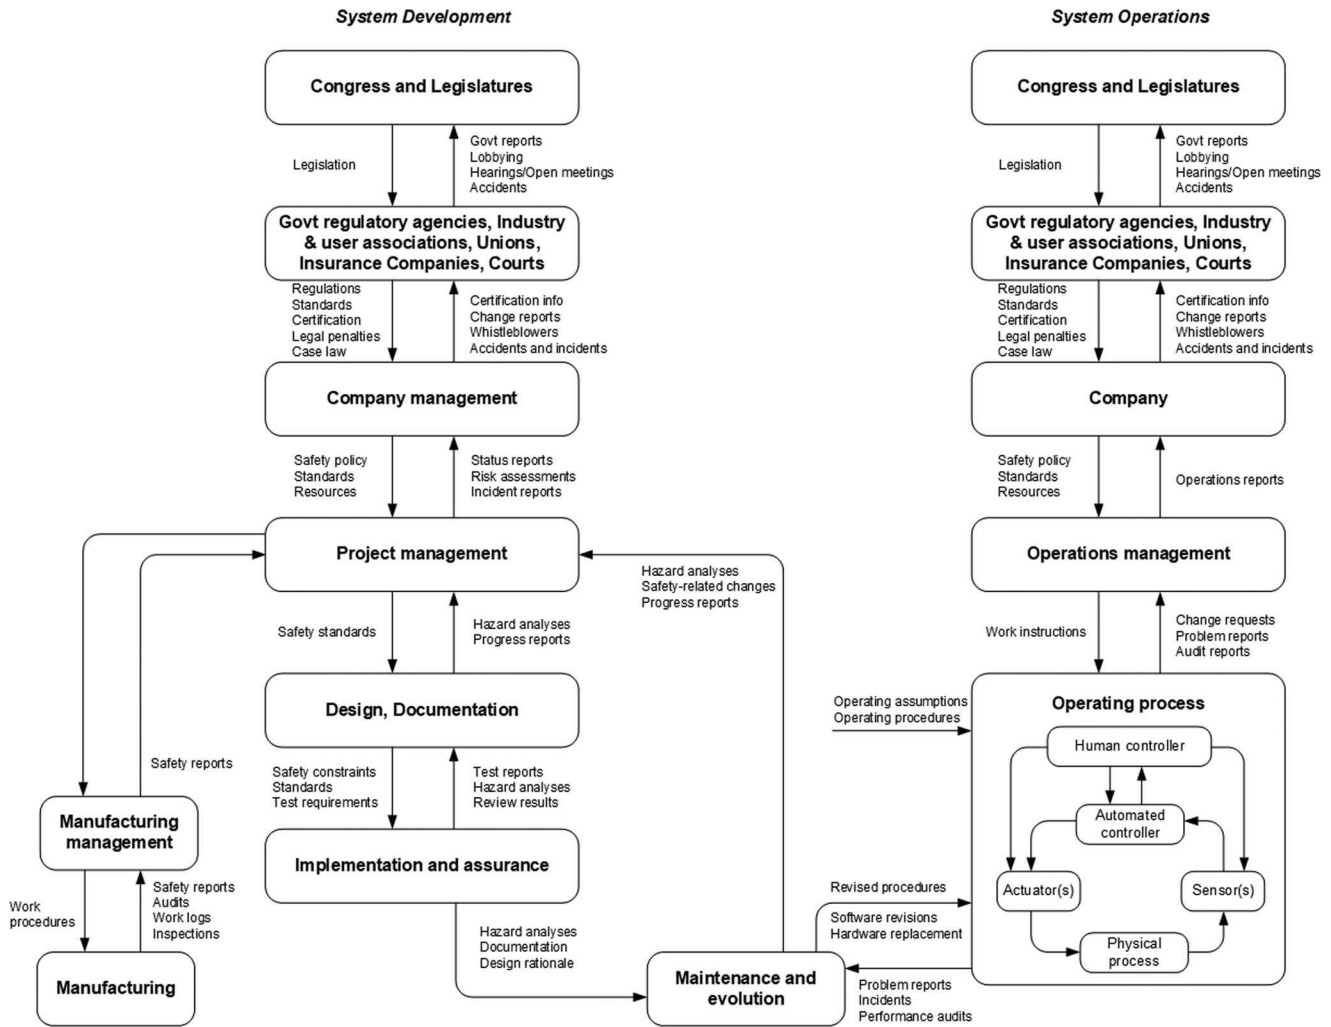 System Development
Congress and Legislatures
Legislation
Govt reports
Lobbying
Hearings/Open meetings
Accidents
Govt regulatory agencies, Industry
& user associations, Unions,
Insurance Companies, Courts
Regulations
Standards
Certification
Legal penalties
Case law
Certification info
Change reports
Whistleblowers
Accidents and incidents
Company management
Safety policy
Standards
Resources
Status reports
Risk assessments
Incident reports
Project management
Safety standards
Hazard analyses
Progress reports
Hazard analyses
Safety-related changes
Progress reports
Design, Documentation
Safety reports
Safety constraints
Standards
Test requirements
Test reports
Hazard analyses
Review results
Manufacturing
management
Implementation and assurance
Work
procedures
Safety reports
Audits
Work logs
Inspections
Manufacturing
Hazard analyses
Documentation
Design rationale
Maintenance and
evolution
System Operations
Congress and Legislatures
Legislation
Govt reports
Lobbying
Hearings/Open meetings
Accidents
Govt regulatory agencies, Industry
& user associations, Unions,
Insurance Companies, Courts
Regulations
Standards
Certification
Legal penalties
Case law
Certification info
Change reports
Whistleblowers
Accidents and incidents
Company
Safety policy
Standards
Resources
Operations reports
Operations management
Work instructions
Change requests
Problem reports
Audit reports
Operating assumptions
Operating procedures
Operating process
Human controller
Automated
controller
Actuator(s)
Sensor(s)
Physical
process
Revised procedures
Software revisions
Hardware replacement
Problem reports
Incidents
Performance audits